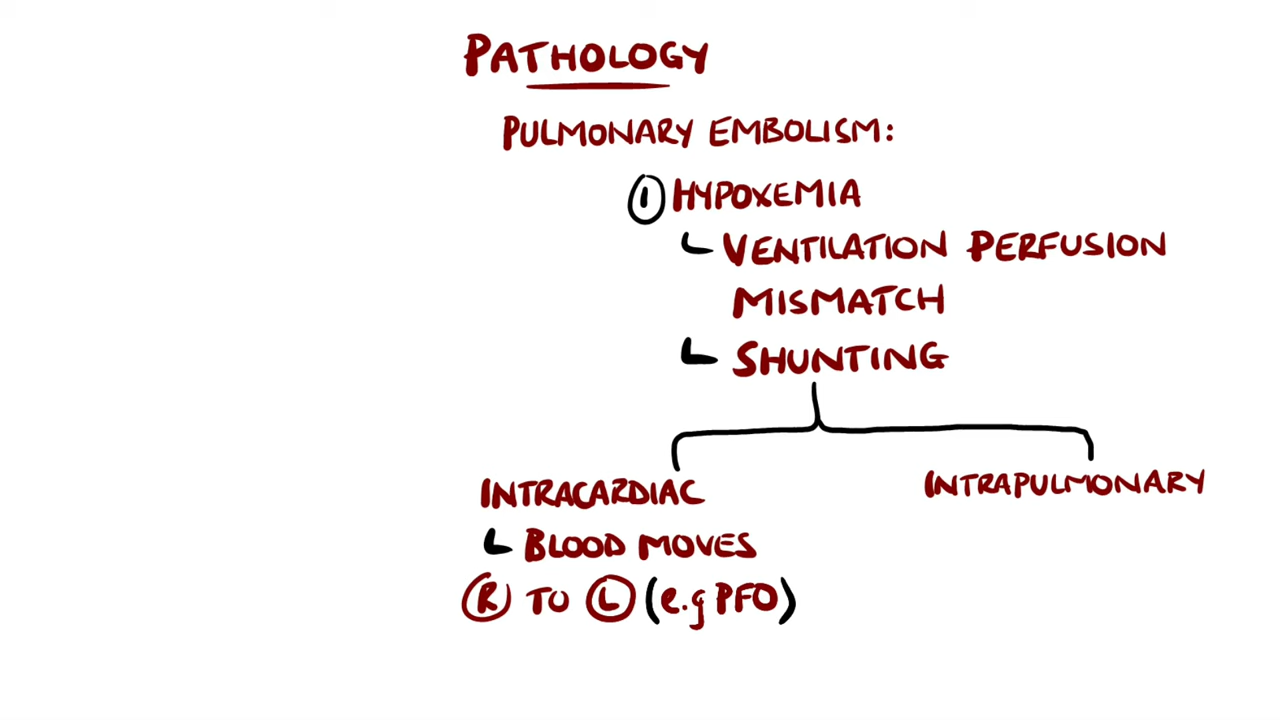 PATHOLOGY
PULMONARY EMBOLISM:
1 HYPOXEMIA
VENTILATION PERFUSION
MISMATCH
SHUNTING
INTRACARDIAC
BLOOD MOVES
R TO L (e.g PFO)
INTRAPULMONARY